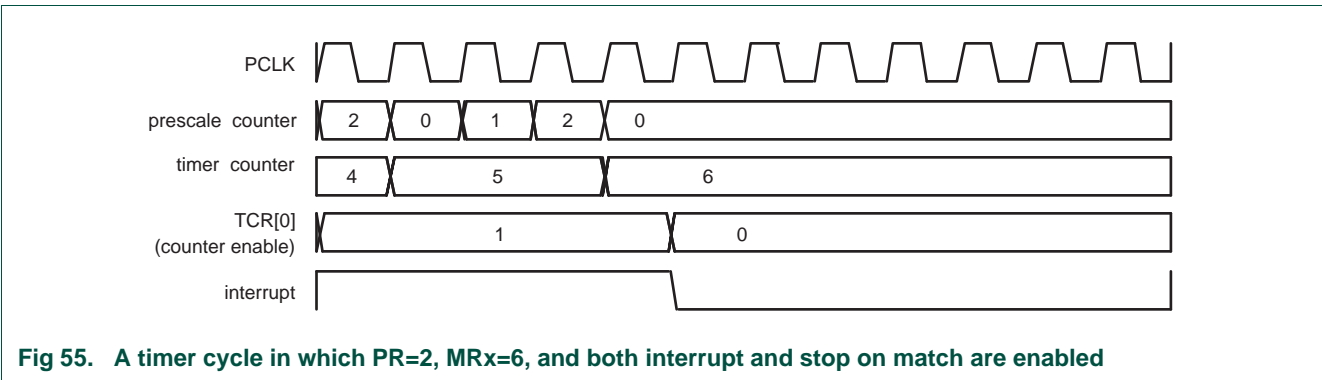 PCLK
prescale counter 2 0 1 2 0
timer counter 4 5 6
TCR[0]
(counter enable) 1 0
interrupt
Fig 55. A timer cycle in which PR=2, MRx=6, and both interrupt and stop on match are enabled